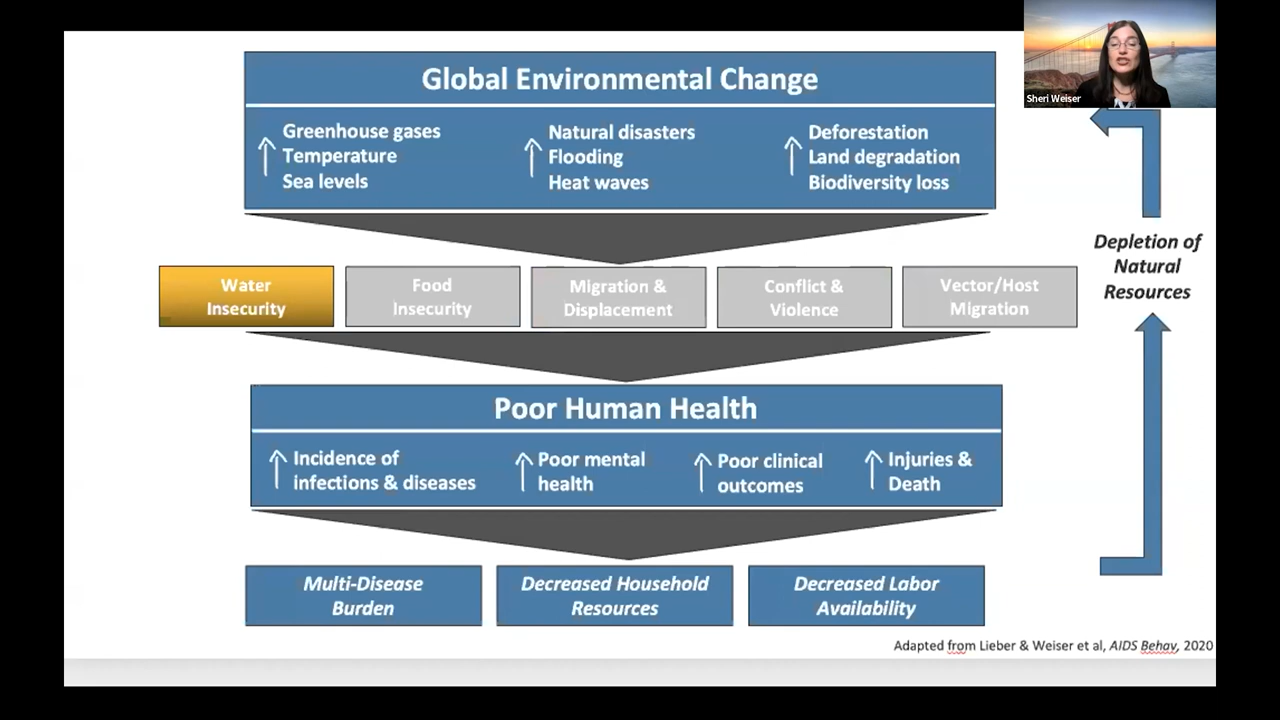 Sheri Weiser
Global Environmental Change
Greenhouse gases
Temperature
Sea levels
Natural disasters
Flooding
Heat waves
Deforestation
Land degradation
Biodiversity loss
Depletion of
Natural
Resources
Water
Insecurity
Food
Insecurity
Migration &
Displacement
Conflict &
Violence
Vector/Host
Migration
Poor Human Health
Incidence of
infections & diseases
Poor mental
health
Poor clinical
outcomes
Injuries &
Death
Multi-Disease
Burden
Decreased Household
Resources
Decreased Labor
Availability
Adapted from Lieber & Weiser et al, AIDS Behav, 2020